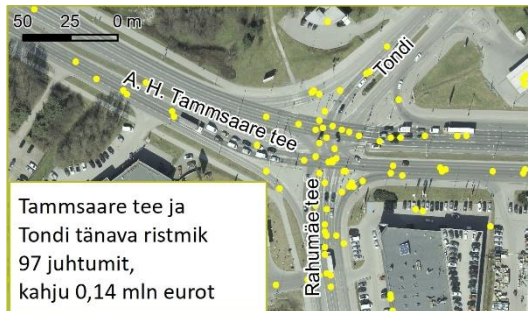 50 25 0 m
A. H. Tammsaare tee
Tondi
Rahumäe tee
Tammsaare tee ja
Tondi tänava ristmik
97 juhtumit,
kahju 0,14 mln eurot